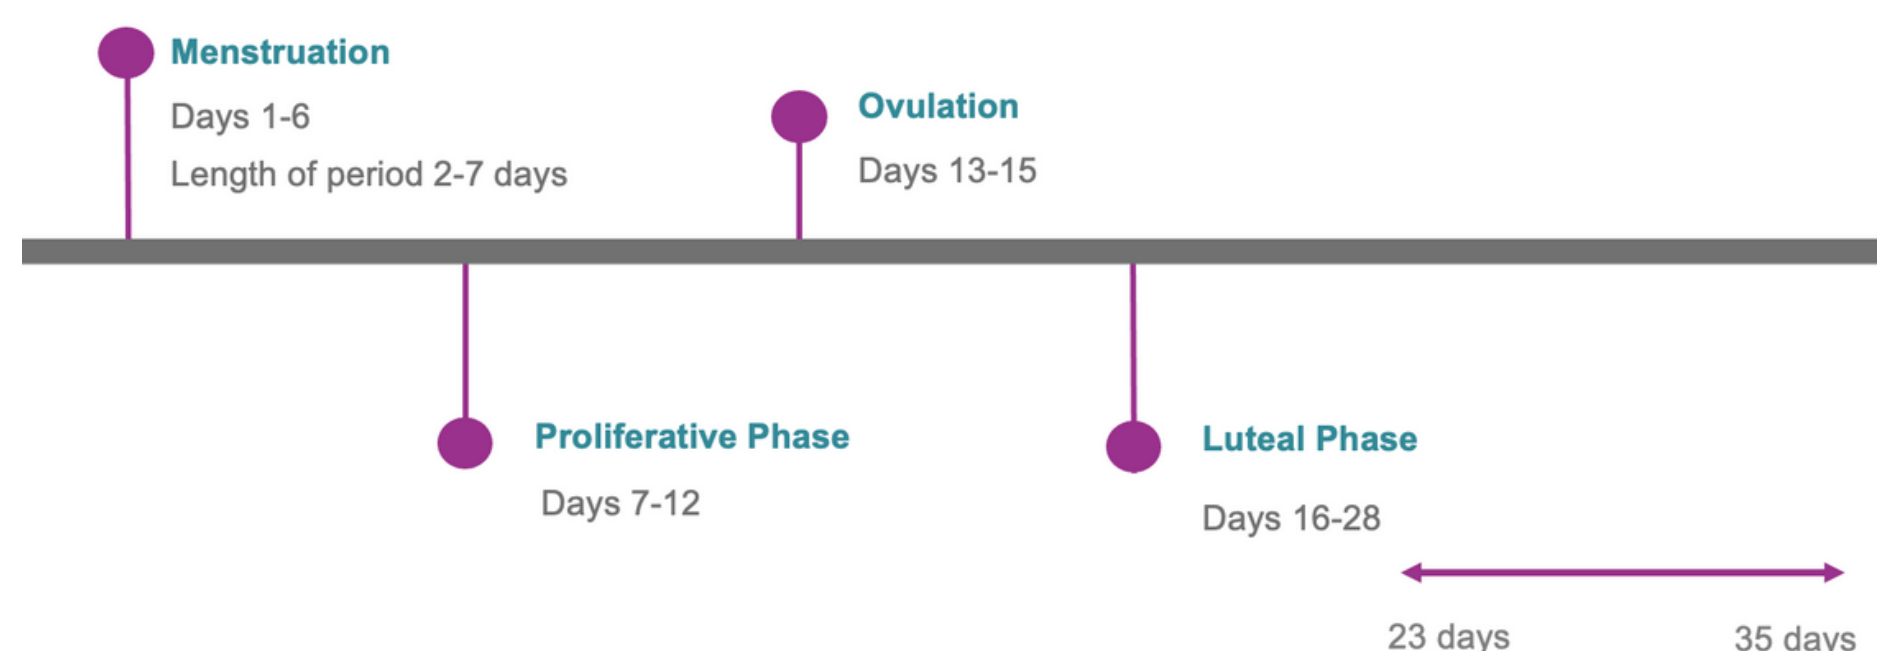 Menstruation
Days 1-6
Length of period 2-7 days
Ovulation
Days 13-15
Proliferative Phase
Days 7-12
Luteal Phase
Days 16-28
23 days
35 days